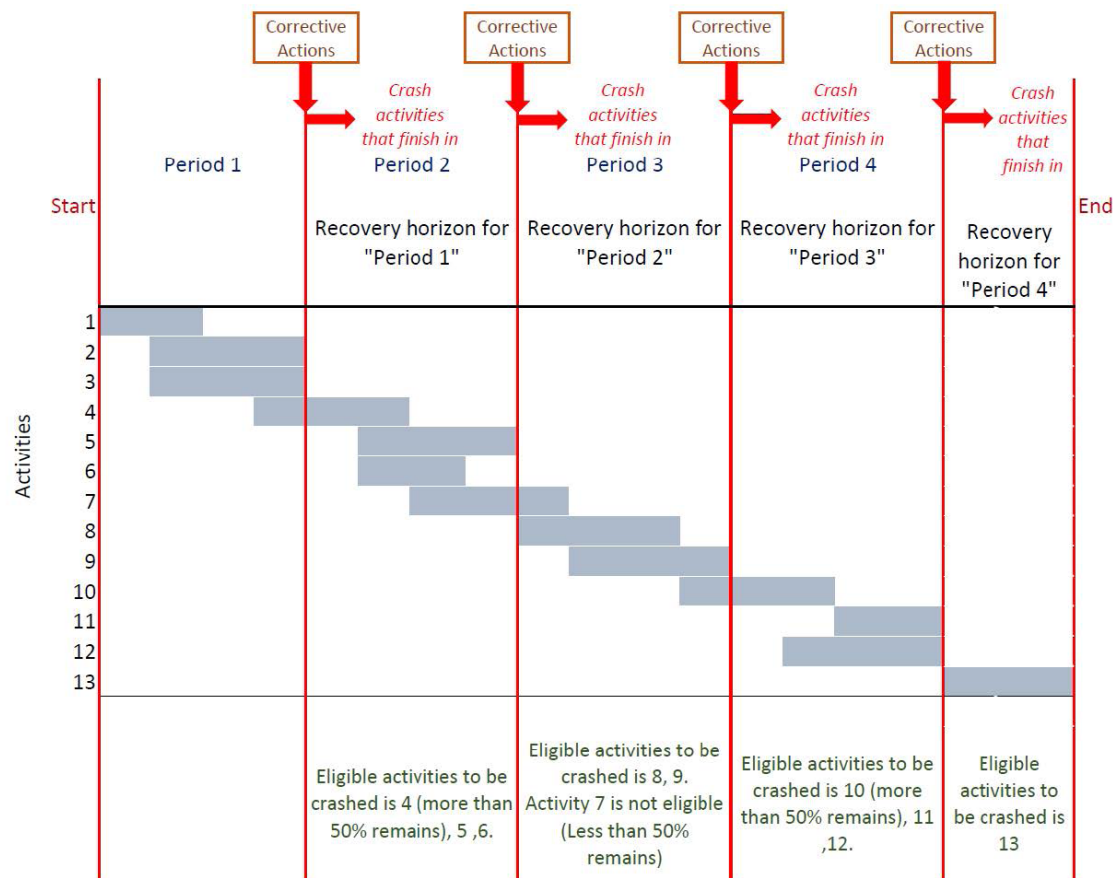 Corrective
Actions
Corrective
Actions
Corrective
Actions
Corrective
Actions
Crash
activities
that finish in
Crash
activities
that finish in
Crash
activities
that finish in
Crash
activities
that
finish in
Period 1
Period 2
Period 3
Period 4
Start
End
Recovery horizon for
"Period 1"
Recovery horizon for
"Period 2"
Recovery horizon for
"Period 3"
Recovery
horizon for
"Period 4"
Activities
1
2
3
4
5
6
7
8
9
10
11
12
13
Eligible activities to be
crashed is 4 (more than
50% remains), 5 ,6.
Eligible activities to be
crashed is 8, 9.
Activity 7 is not eligible
(Less than 50%
remains)
Eligible activities to be
crashed is 10 (more
than 50% remains), 11
,12.
Eligible
activities to
be crashed is
13